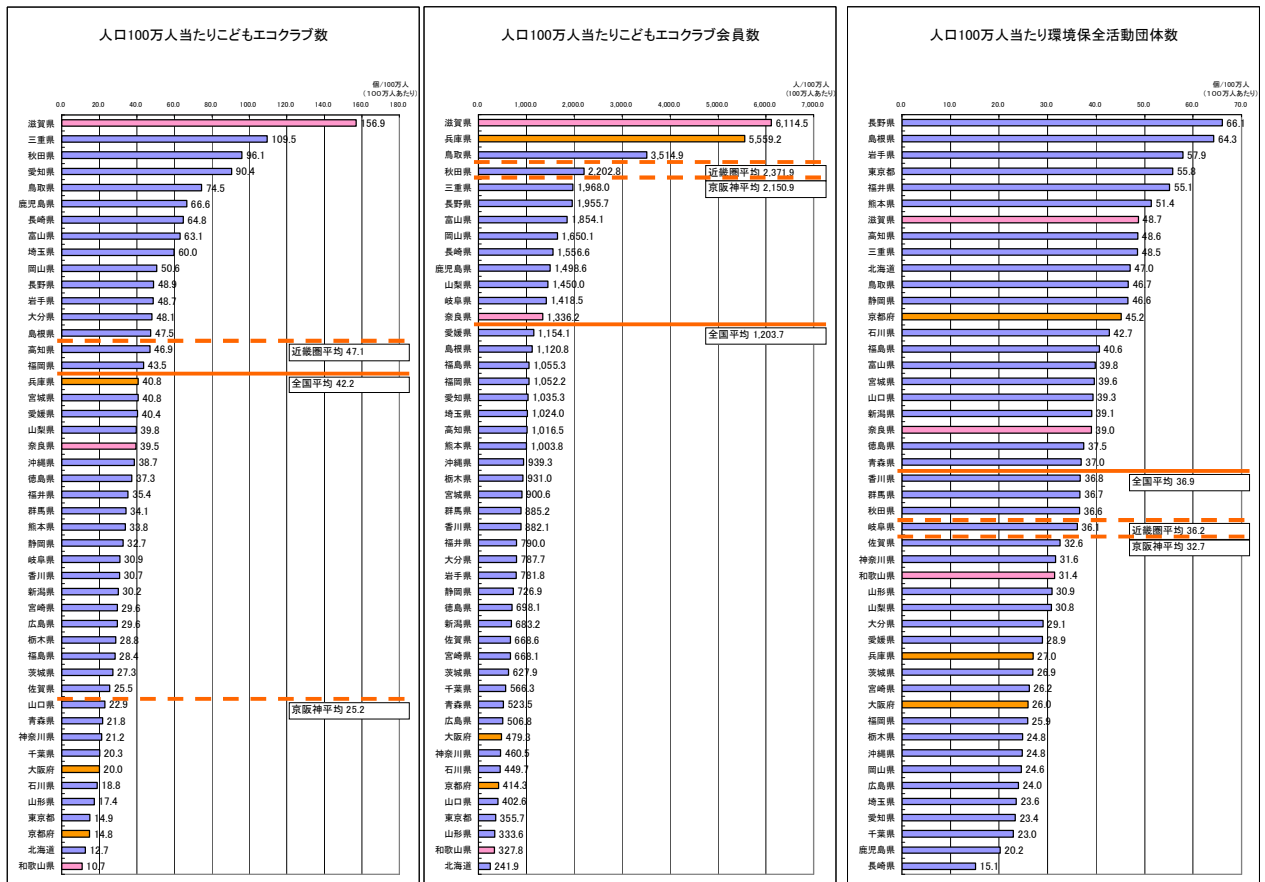 人口100万人当たりこどもエコクラブ数
個/100万人
(100万人あたり)
0.0 20.0 40.0 60.0 80.0 100.0 120.0 140.0 160.0 180.0
滋賀県 156.9
三重県 109.5
秋田県 96.1
愛知県 90.4
鳥取県 74.5
鹿児島県 66.6
長崎県 64.8
富山県 63.1
埼玉県 60.0
岡山県 50.6
長野県 48.9
岩手県 48.7
大分県 48.1
島根県 47.5
近畿圏平均 47.1
高知県 46.9
福岡県 43.5
全国平均 42.2
兵庫県 40.8
宮城県 40.8
愛媛県 40.4
山梨県 39.8
奈良県 39.5
沖縄県 38.7
徳島県 37.3
福井県 35.4
群馬県 34.1
熊本県 33.8
静岡県 32.7
岐阜県 30.9
香川県 30.7
新潟県 30.2
宮崎県 29.6
広島県 29.6
栃木県 28.8
福島県 28.4
茨城県 27.3
佐賀県 25.5
京阪神平均 25.2
山口県 22.9
青森県 21.8
神奈川県 21.2
千葉県 20.3
大阪府 20.0
石川県 18.8
山形県 17.4
東京都 14.9
京都府 14.8
北海道 12.7
和歌山県 10.7
人口100万人当たりこどもエコクラブ会員数
人/100万人
(100万人あたり)
0.0 1,000.0 2,000.0 3,000.0 4,000.0 5,000.0 6,000.0 7,000.0
滋賀県 6,114.5
兵庫県 5,559.2
鳥取県 3,514.9
近畿圏平均 2,371.9
秋田県 2,202.8
京阪神平均 2,150.9
三重県 1,968.0
長野県 1,955.7
富山県 1,854.1
岡山県 1,650.1
長崎県 1,556.6
鹿児島県 1,498.6
山梨県 1,450.0
岐阜県 1,418.5
奈良県 1,336.2
全国平均 1,203.7
愛媛県 1,154.1
島根県 1,120.8
福島県 1,055.3
福岡県 1,052.2
愛知県 1,035.3
埼玉県 1,024.0
高知県 1,016.5
熊本県 1,003.8
沖縄県 939.3
栃木県 931.0
宮城県 900.6
群馬県 885.2
香川県 882.1
福井県 790.0
大分県 787.7
岩手県 781.8
静岡県 726.9
徳島県 698.1
新潟県 683.2
佐賀県 668.6
宮崎県 668.1
茨城県 627.9
千葉県 566.3
青森県 523.5
広島県 506.8
大阪府 479.3
神奈川県 460.5
石川県 449.7
京都府 414.3
山口県 402.6
東京都 355.7
山形県 333.6
和歌山県 327.8
北海道 241.9
人口100万人当たり環境保全活動団体数
個/100万人
(100万人あたり)
0.0 10.0 20.0 30.0 40.0 50.0 60.0 70.0
長野県 66.1
島根県 64.3
岩手県 57.9
東京都 55.8
福井県 55.1
熊本県 51.4
滋賀県 48.7
高知県 48.6
三重県 48.5
北海道 47.0
鳥取県 46.7
静岡県 46.6
京都府 45.2
石川県 42.7
福島県 40.6
富山県 39.8
宮城県 39.6
山口県 39.3
新潟県 39.1
奈良県 39.0
徳島県 37.5
青森県 37.0
全国平均 36.9
香川県 36.8
群馬県 36.7
秋田県 36.6
近畿圏平均 36.2
岐阜県 36.1
京阪神平均 32.7
佐賀県 32.6
神奈川県 31.6
和歌山県 31.4
山形県 30.9
山梨県 30.8
大分県 29.1
愛媛県 28.9
兵庫県 27.0
茨城県 26.9
宮崎県 26.2
大阪府 26.0
福岡県 25.9
栃木県 24.8
沖縄県 24.8
岡山県 24.6
広島県 24.0
埼玉県 23.6
愛知県 23.4
千葉県 23.0
鹿児島県 20.2
長崎県 15.1